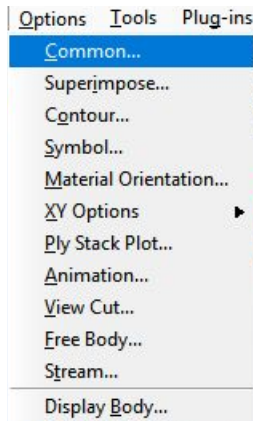 Options Tools Plug-ins
Common...
Superimpose...
Contour...
Symbol...
Material Orientation...
XY Options
Ply Stack Plot...
Animation...
View Cut...
Free Body...
Stream...
Display Body...